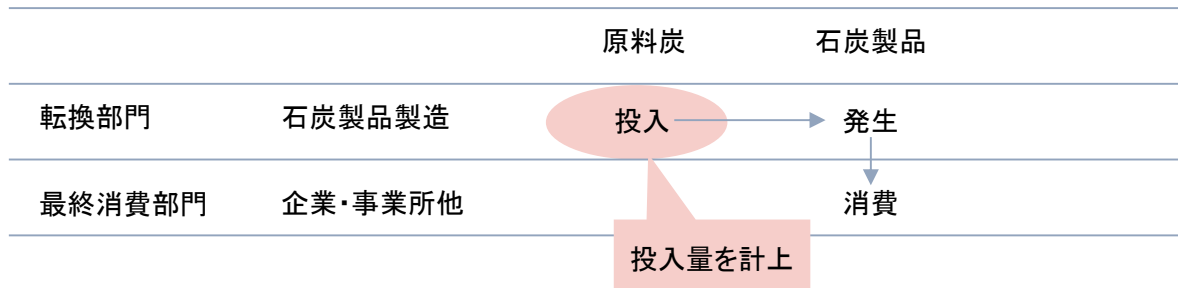 原料炭 石炭製品
転換部門 石炭製品製造 投入 発生
最終消費部門 企業・事業所他 消費
投入量を計上